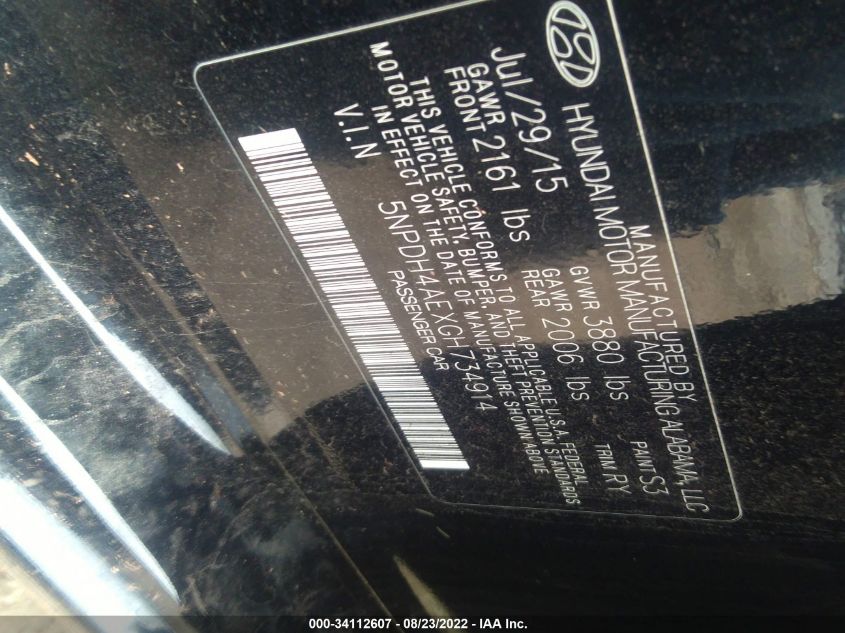 MANUFACTURED BY
HYUNDAI MOTOR MANUFACTURING ALABAMA, LLC
Jul/29/15 GVWR 3880 lbs PAINT S3
GAWR FRONT 2161 lbs GAWR REAR 2006 lbs TRIM RY
THIS VEHICLE CONFORMS TO ALL APPLICABLE U.S.A. FEDERAL
MOTOR VEHICLE SAFETY, BUMPER, AND THEFT PREVENTION STANDARDS
IN EFFECT ON THE DATE OF MANUFACTURE SHOWN ABOVE
V.I.N 5NPDH4AEXGH734914 PASSENGER CAR
000-34112607 - 08/23/2022 - IAA Inc.